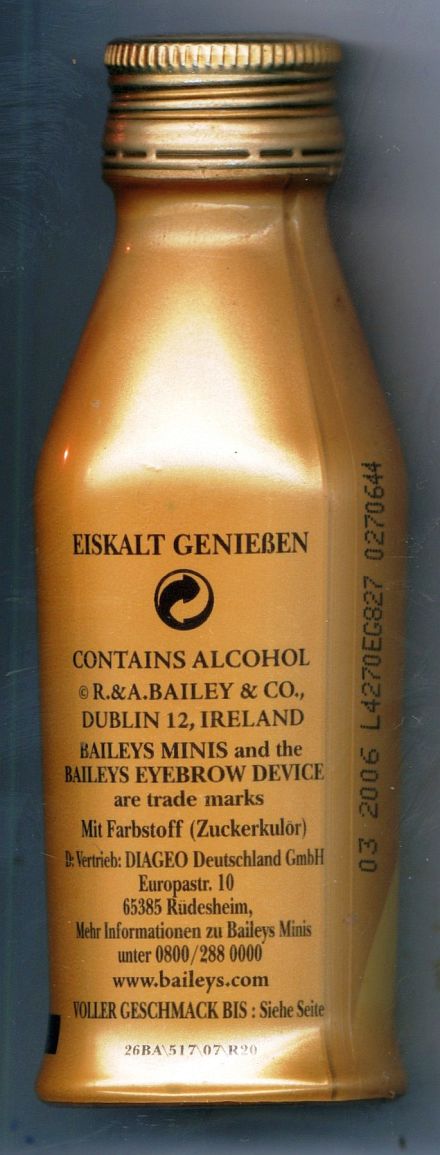 EISKALT GENIEßEN
CONTAINS ALCOHOL
© R.&A.BAILEY & CO.,
DUBLIN 12, IRELAND
BAILEYS MINIS and the
BAILEYS EYEBROW DEVICE
are trade marks
Mit Farbstoff (Zuckerkulör)
D: Vertrieb: DIAGEO Deutschland GmbH
Europastr. 10
65385 Rüdesheim,
Mehr Informationen zu Baileys Minis
unter 0800/288 0000
www.baileys.com
VOLLER GESCHMACK BIS : Siehe Seite
26BA\517\07\R20
03 2006 L4270EG827 0270644